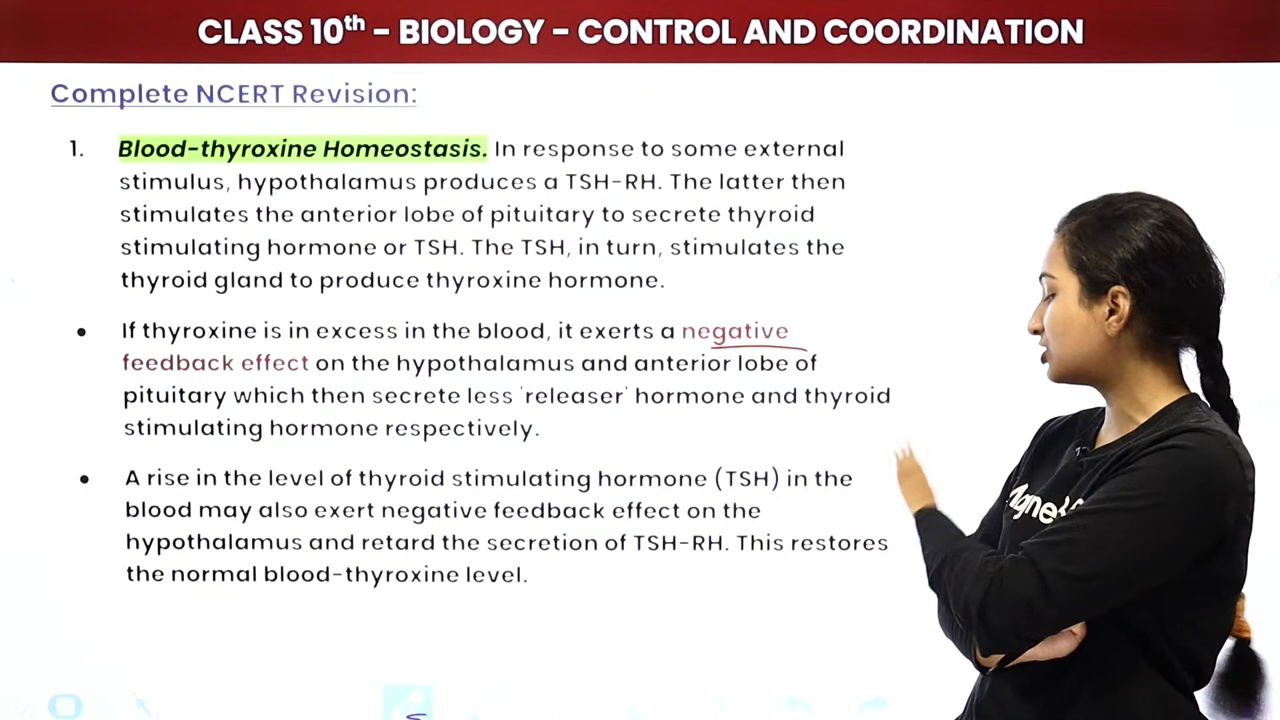 CLASS 10th - BIOLOGY - CONTROL AND COORDINATION
Complete NCERT Revision:
1. Blood-thyroxine Homeostasis. In response to some external
stimulus, hypothalamus produces a TSH-RH. The latter then
stimulates the anterior lobe of pituitary to secrete thyroid
stimulating hormone or TSH. The TSH, in turn, stimulates the
thyroid gland to produce thyroxine hormone.
• If thyroxine is in excess in the blood, it exerts a negative
feedback effect on the hypothalamus and anterior lobe of
pituitary which then secrete less 'releaser' hormone and thyroid
stimulating hormone respectively.
• A rise in the level of thyroid stimulating hormone (TSH) in the
blood may also exert negative feedback effect on the
hypothalamus and retard the secretion of TSH-RH. This restores
the normal blood-thyroxine level.